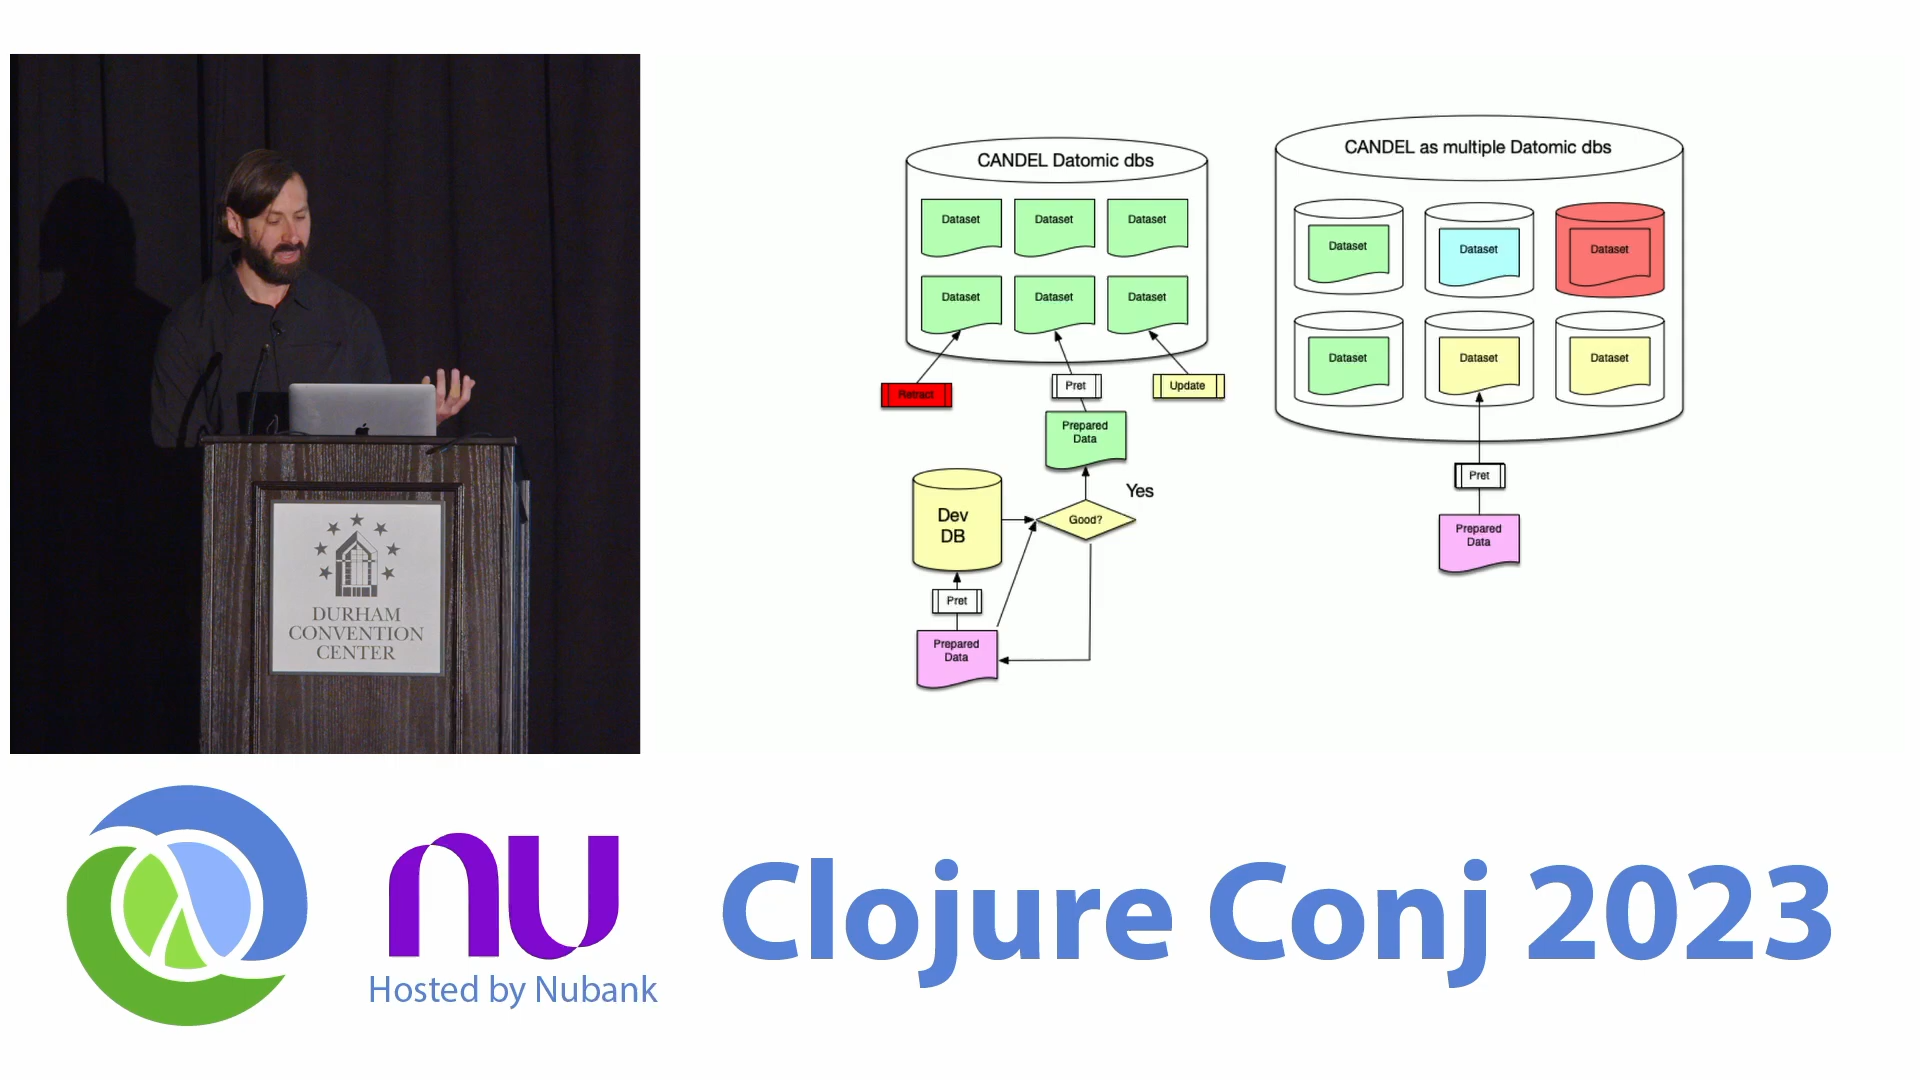 CANDEL Datomic dbs
Dataset
Dataset
Dataset
Dataset
Dataset
Dataset
Retract
Pret
Update
Prepared
Data
Yes
Dev
DB
Good?
Pret
Prepared
Data
CANDEL as multiple Datomic dbs
Dataset
Dataset
Dataset
Dataset
Dataset
Dataset
Pret
Prepared
Data
DURHAM
CONVENTION
CENTER
nu
Hosted by Nubank
Clojure Conj 2023